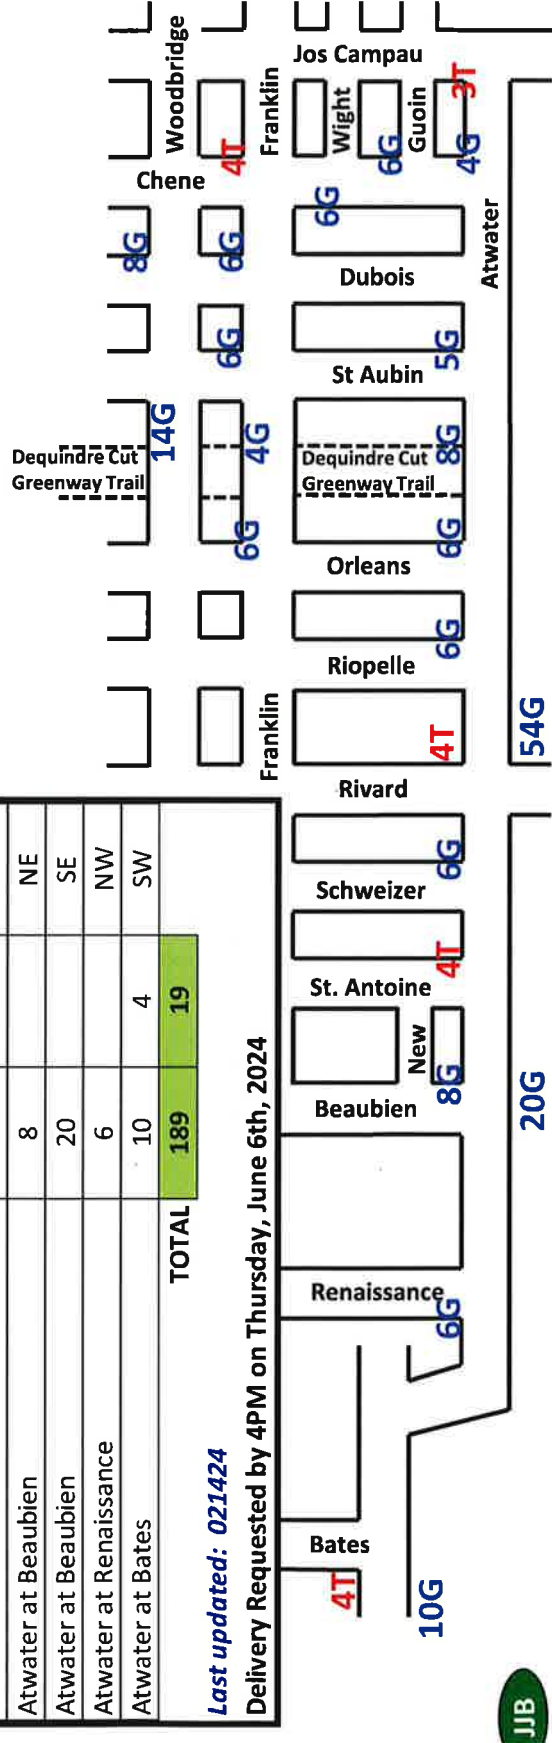 Jos Campau
Woodbridge
Franklin
Wight
Guoin
3T
4T
6G
4G
Chene
6G
8G
6G
Atwater
Dubois
6G
5G
St Aubin
14G
4G
8G
Dequindre Cut
Greenway Trail
Dequindre Cut
Greenway Trail
6G
6G
Orleans
6G
Riopelle
Franklin
4T
54G
Rivard
6G
Schweizer
4T
St. Antoine
New
8G
Beaubien
20G
Renaissance
6G
Bates
4T
10G
Atwater at Beaubien 8 NE
Atwater at Beaubien 20 SE
Atwater at Renaissance 6 NW
Atwater at Bates 10 4 SW
TOTAL 189 19
Last updated: 021424
Delivery Requested by 4PM on Thursday, June 6th, 2024
JJB